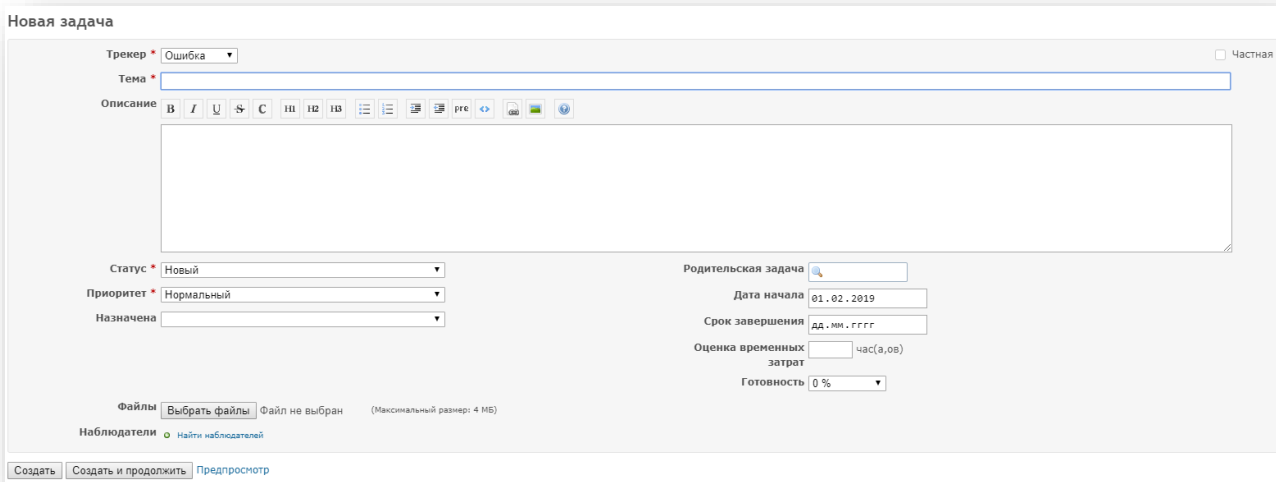 Новая задача
Трекер * Ошибка Частная
Тема *
Описание B I U S C H1 H2 H3 pre <>
Статус * Новый Родительская задача
Приоритет * Нормальный Дата начала 01.02.2019
Назначена Срок завершения дд.мм.гггг
Оценка временных час(а,ов)
затрат
Готовность 0 %
Файлы Выбрать файлы Файл не выбран (Максимальный размер: 4 МБ)
Наблюдатели Найти наблюдателей
Создать Создать и продолжить Предпросмотр